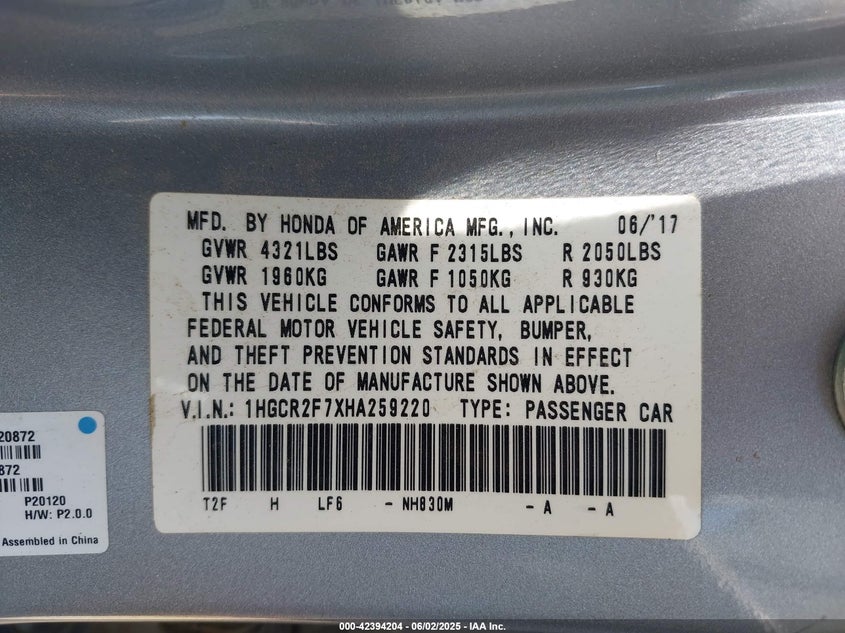 MFD. BY HONDA OF AMERICA MFG., INC. 06/'17
GVWR 4321LBS GAWR F 2315LBS R 2050LBS
GVWR 1960KG GAWR F 1050KG R 930KG
THIS VEHICLE CONFORMS TO ALL APPLICABLE
FEDERAL MOTOR VEHICLE SAFETY, BUMPER,
AND THEFT PREVENTION STANDARDS IN EFFECT
ON THE DATE OF MANUFACTURE SHOWN ABOVE.
V.I.N.: 1HGCR2F7XHA259220 TYPE: PASSENGER CAR
T2F H LF6 - NH830M - A - A
20872
872
P20120
H/W: P2.0.0
Assembled in China
000-42394204 - 06/02/2025 - IAA Inc.